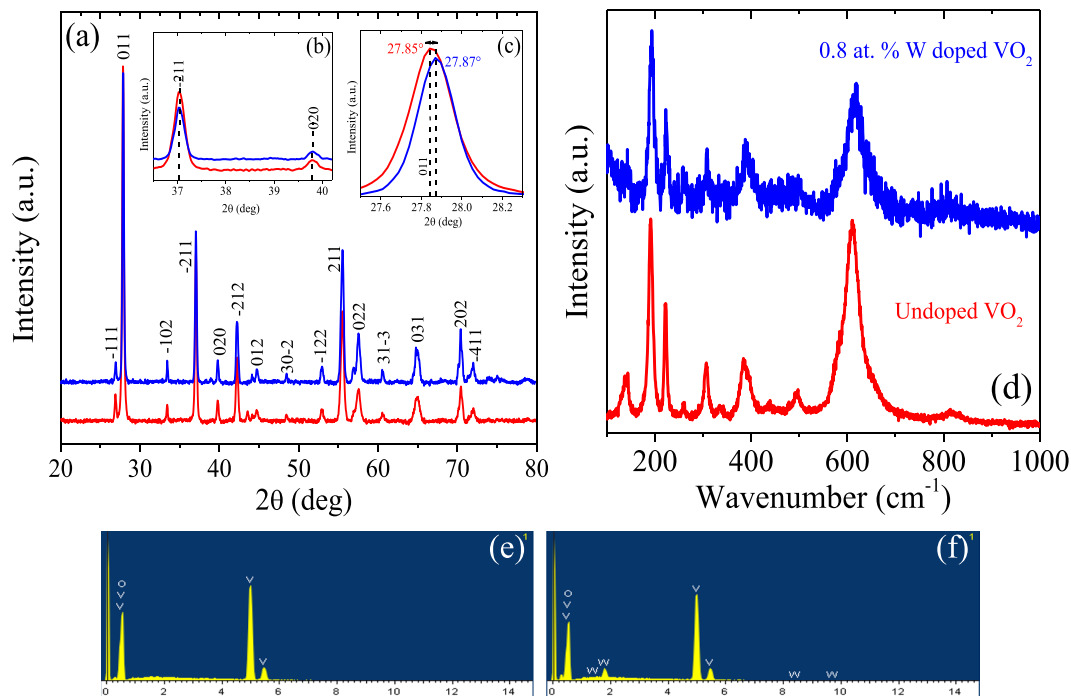 (a)
Intensity (a.u.)
-111
011
-102
-211
020
-212
012
30-2
-122
211
022
31-3
031
202
-411
20 30 40 50 60 70 80
2θ (deg)
(b)
Intensity (a.u.)
-211
020
37 38 39 40
2θ (deg)
(c)
Intensity (a.u.)
27.85°
27.87°
011
27.6 27.8 28.0 28.2
2θ (deg)
0.8 at. % W doped VO₂
Undoped VO₂
(d)
Intensity (a.u.)
200 400 600 800 1000
Wavenumber (cm⁻¹)
(e)
1
O
V
V
V
V
0 2 4 6 8 10 12 14
(f)
1
O
V
V
W W
V
V
W W
0 2 4 6 8 10 12 14